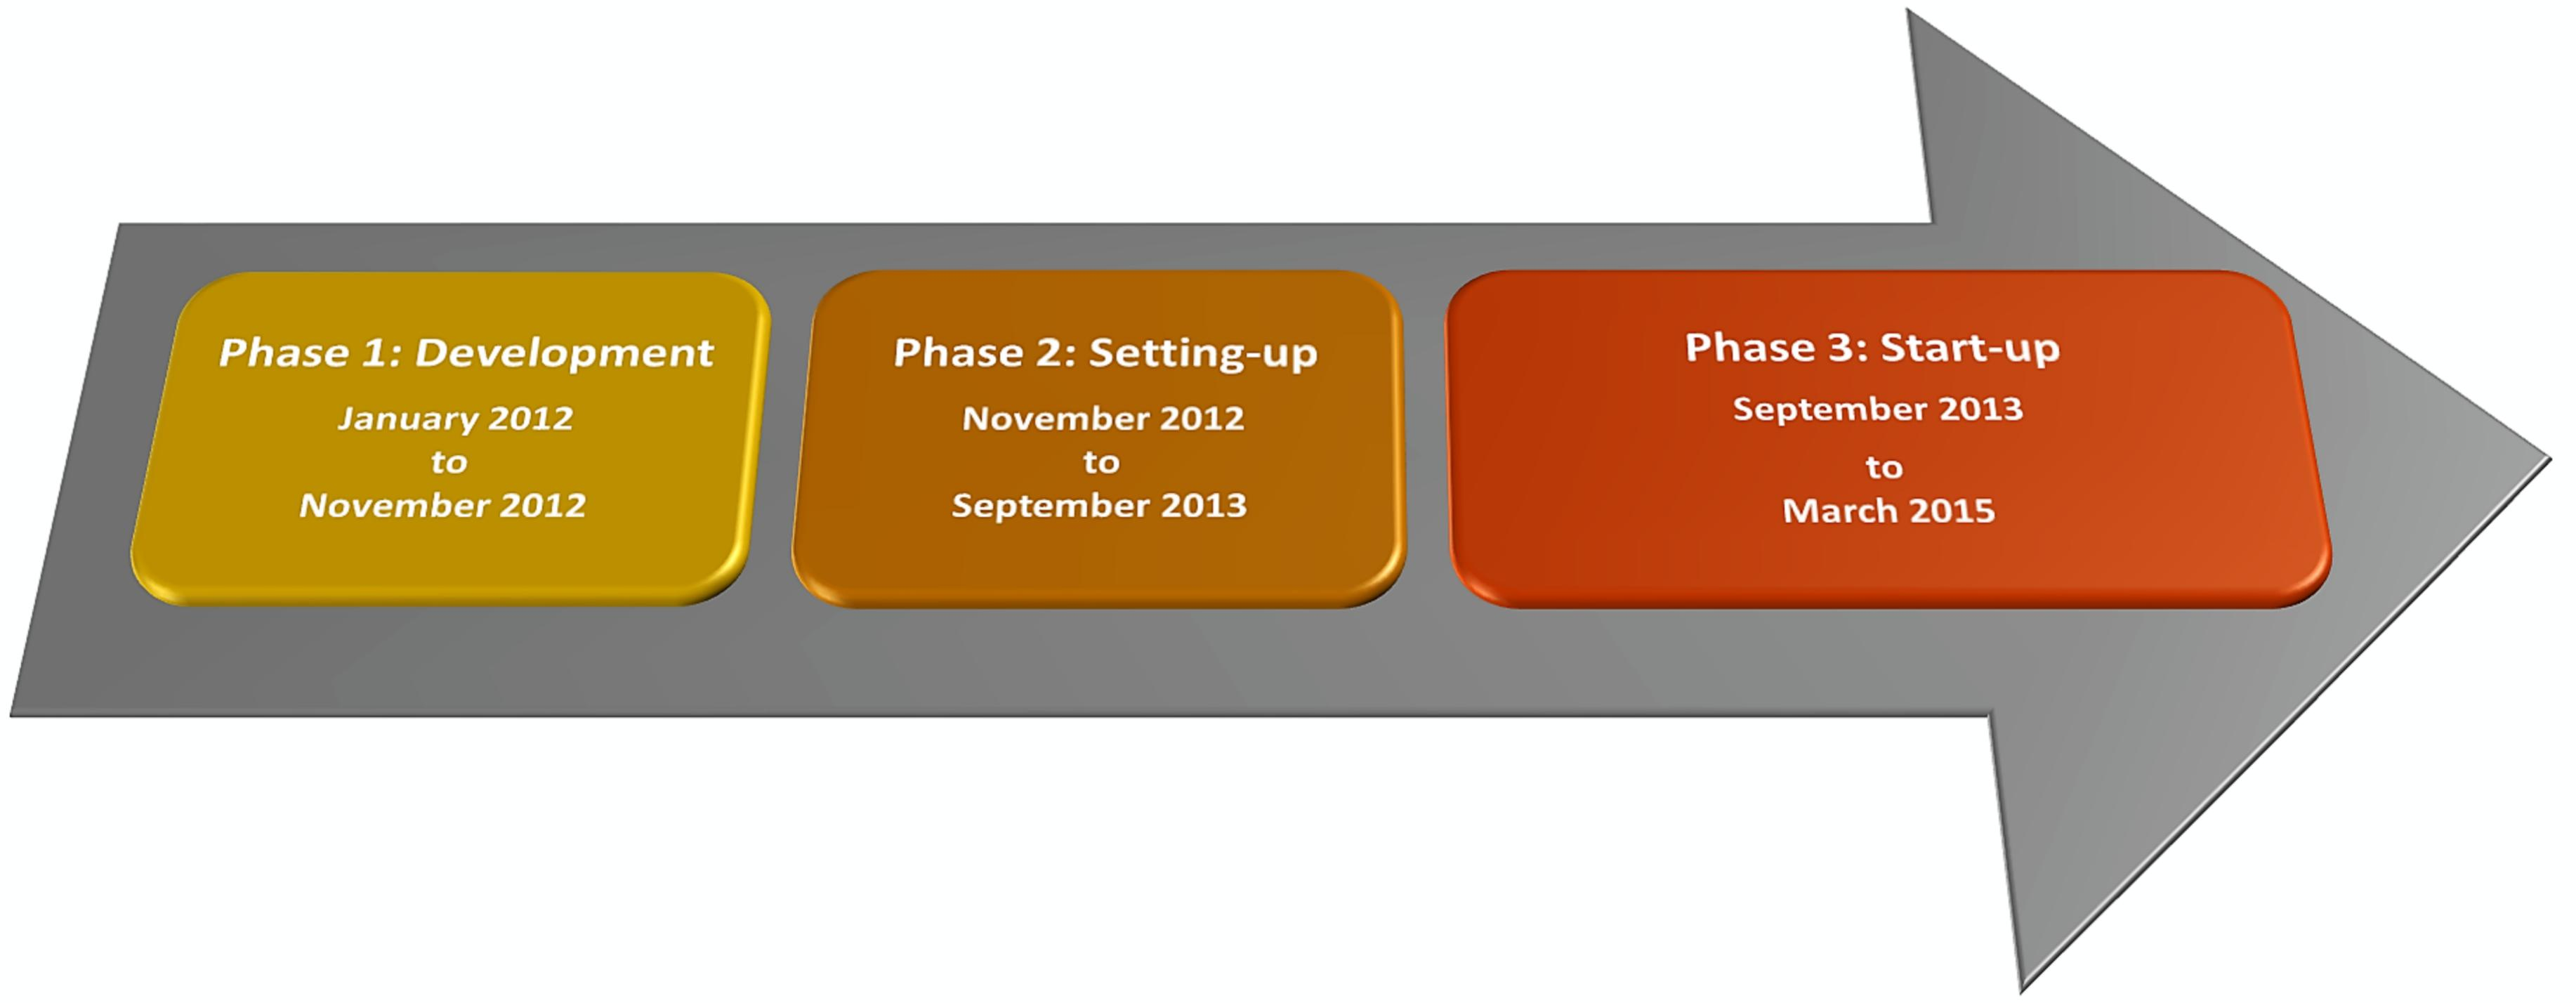 Phase 1: Development
January 2012
to
November 2012
Phase 2: Setting-up
November 2012
to
September 2013
Phase 3: Start-up
September 2013
to
March 2015